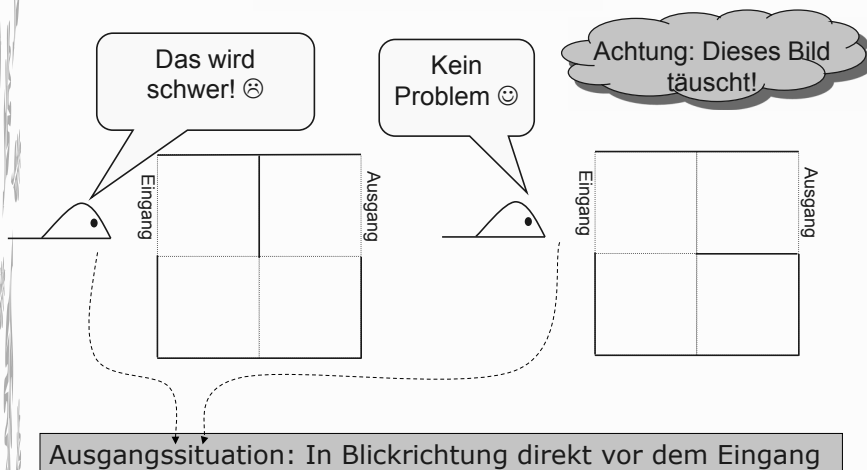 Das wird
schwer! ☹
Kein
Problem ☺
Achtung: Dieses Bild
täuscht!
Eingang
Ausgang
Eingang
Ausgang
Ausgangssituation: In Blickrichtung direkt vor dem Eingang